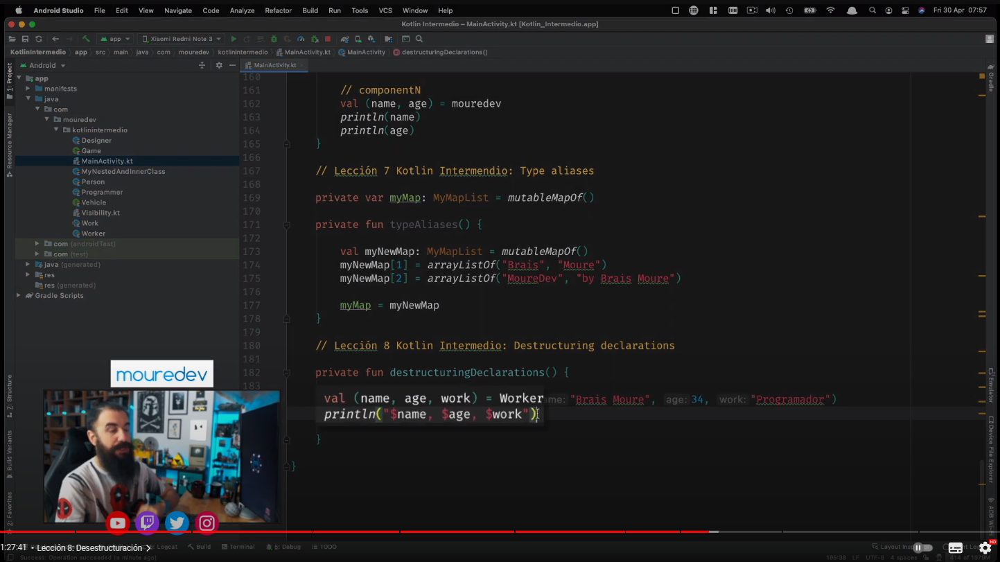 Android Studio File Edit View Navigate Code Analyze Refactor Build Run Tools VCS Window Help Fri 30 Apr 07:57
Kotlin Intermedio – MainActivity.kt [Kotlin_Intermedio.app]
app Xiaomi Redmi Note 3
KotlinIntermedio app src main java com mouredev kotlinintermedio MainActivity.kt MainActivity destructuringDeclarations()
Android MainActivity.kt
1: Project
Resource Manager
2: Structure
Build Variants
2: Favorites
app
manifests
java
com
mouredev
kotlinintermedio
Designer
Game
MainActivity.kt
MyNestedAndInnerClass
Person
Programmer
Vehicle
Visibility.kt
Work
Worker
com (androidTest)
com (test)
java (generated)
res
res (generated)
Gradle Scripts
160
161 // componentN
162 val (name, age) = mouredev
163 println(name)
164 println(age)
165 }
166
167 // Lección 7 Kotlin Intermendio: Type aliases
168
169 private var myMap: MyMapList = mutableMapOf()
170
171 private fun typeAliases() {
172
173 val myNewMap: MyMapList = mutableMapOf()
174 myNewMap[1] = arrayListOf("Brais", "Moure")
175 myNewMap[2] = arrayListOf("MoureDev", "by Brais Moure")
176
177 myMap = myNewMap
178 }
179
180 // Lección 8 Kotlin Intermedio: Destructuring declarations
181
182 private fun destructuringDeclarations() {
183
val (name, age, work) = Worker name: "Brais Moure", age: 34, work: "Programador")
println("$name, $age, $work")
}
}
Gradle
Emulator
Device File Explorer
mouredev
1:27:41 • Lección 8: Desestructuración
Logcat Build Terminal 5: Debug TODO
HD
Success: Operation succeeded (a minute ago)
165:38 LF UTF-8 4 spaces